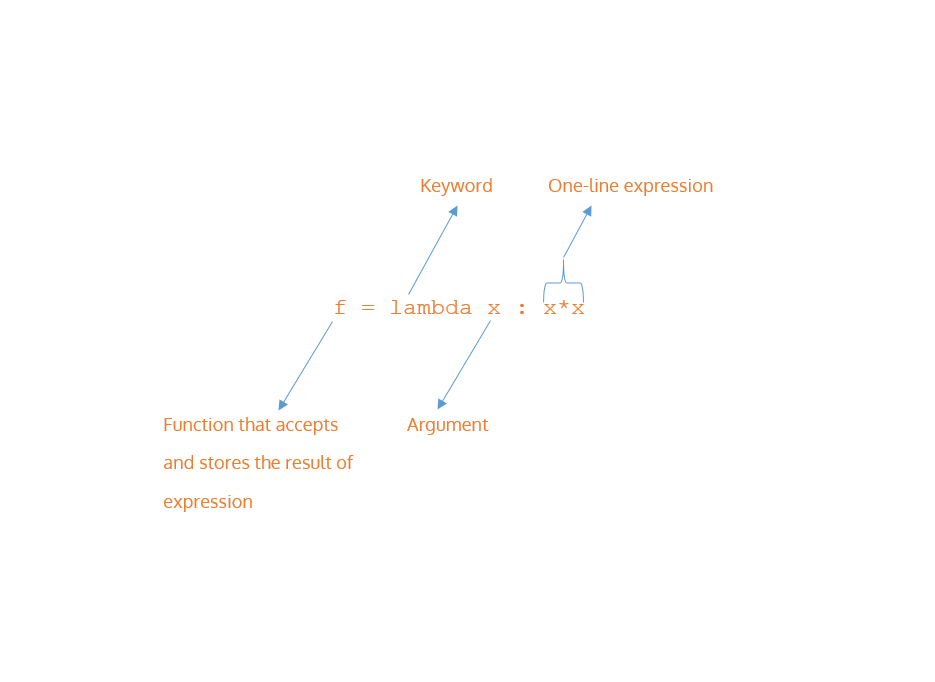 Keyword
One-line expression
f = lambda x : x*x
Function that accepts
and stores the result of
expression
Argument